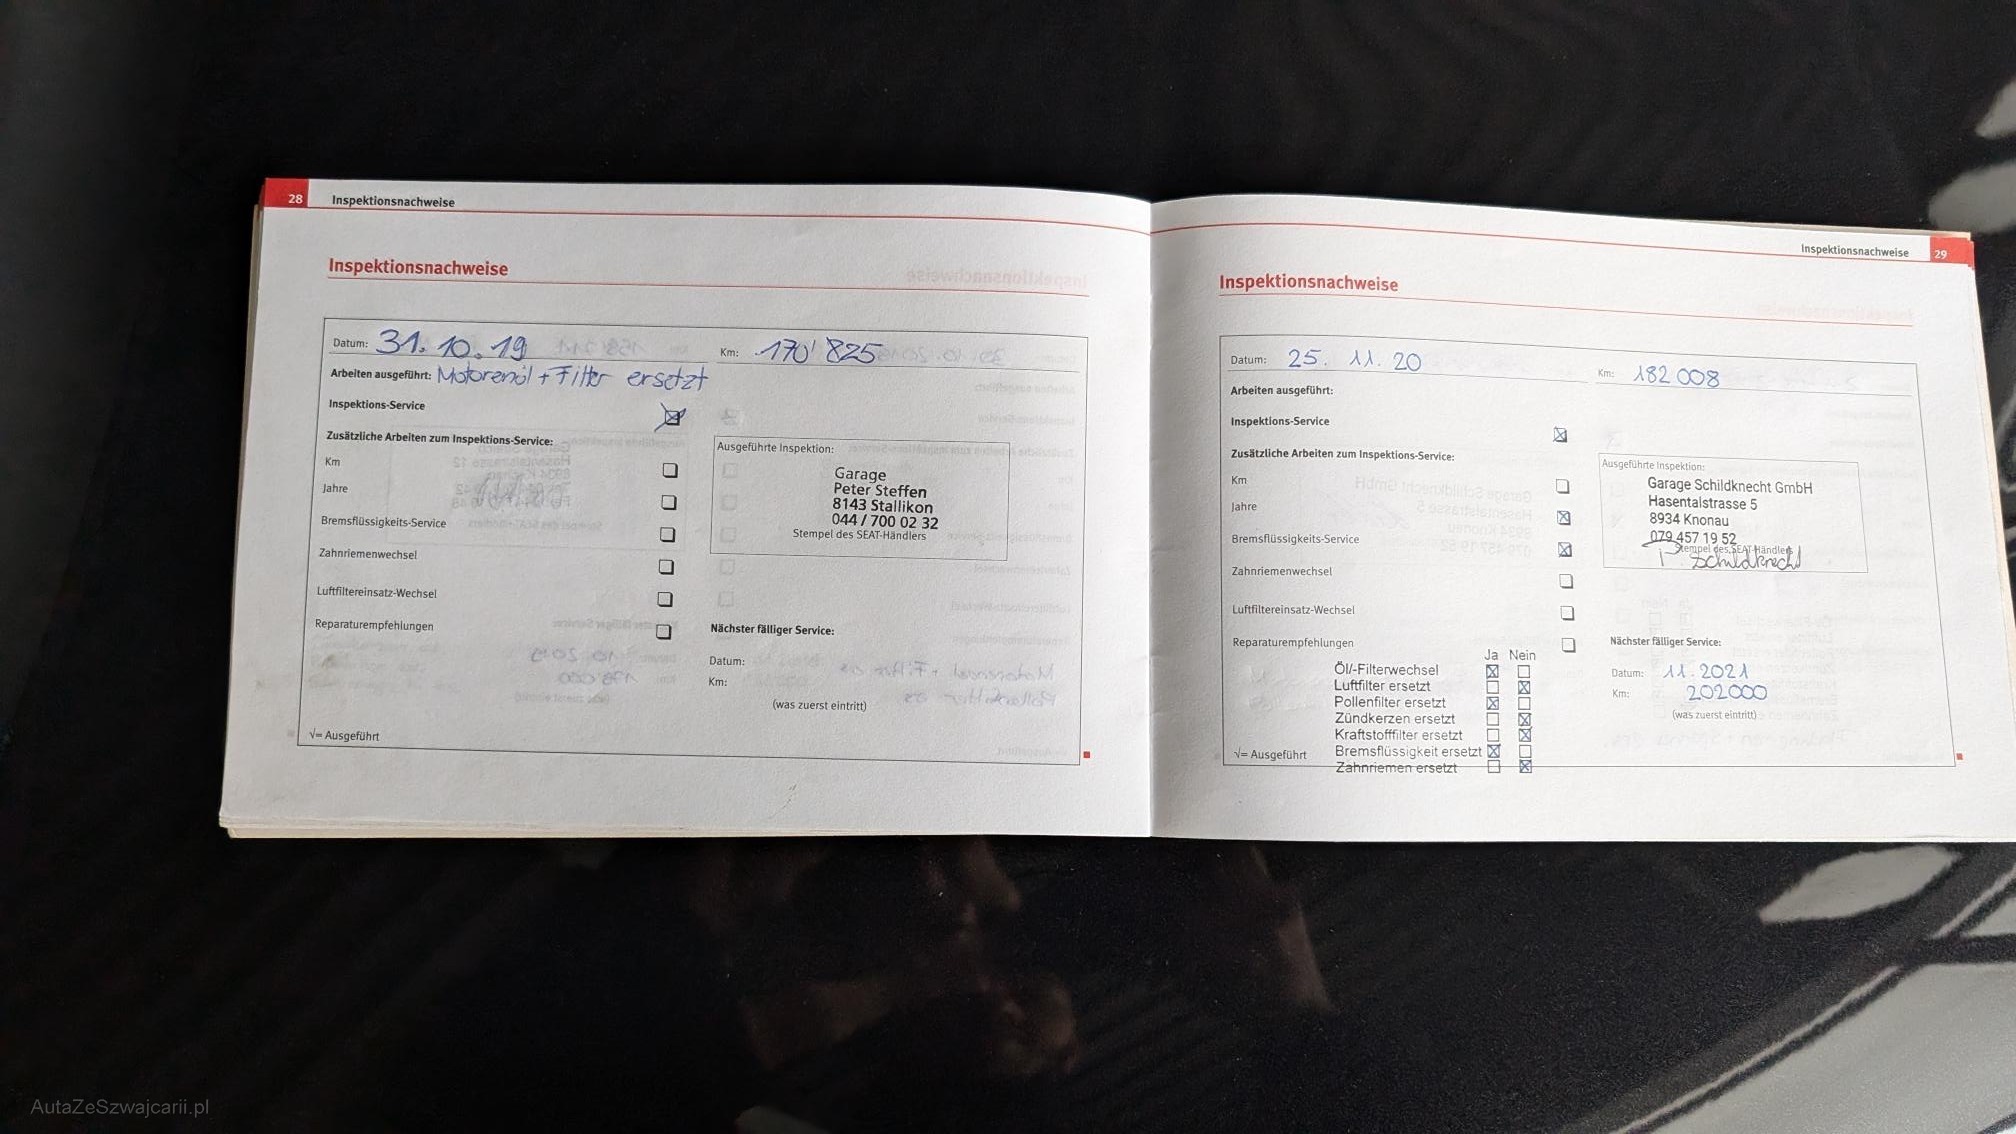 28 Inspektionsnachweise
Inspektionsnachweise
Datum: 31.10.19 Km: 170'825
Arbeiten ausgeführt: Motorenöl + Filter ersetzt
Inspektions-Service
Zusätzliche Arbeiten zum Inspektions-Service:
Km
Jahre
Bremsflüssigkeits-Service
Zahnriemenwechsel
Luftfiltereinsatz-Wechsel
Reparaturempfehlungen
√= Ausgeführt
Ausgeführte Inspektion:
Garage
Peter Steffen
8143 Stallikon
044 / 700 02 32
Stempel des SEAT-Händlers
Nächster fälliger Service:
Datum:
Km:
(was zuerst eintritt)
Inspektionsnachweise 29
Inspektionsnachweise
Datum: 25. 11. 20 Km: 182 008
Arbeiten ausgeführt:
Inspektions-Service
Zusätzliche Arbeiten zum Inspektions-Service:
Km
Jahre
Bremsflüssigkeits-Service
Zahnriemenwechsel
Luftfiltereinsatz-Wechsel
Reparaturempfehlungen
Ja Nein
Öl/-Filterwechsel
Luftfilter ersetzt
Pollenfilter ersetzt
Zündkerzen ersetzt
Kraftstofffilter ersetzt
Bremsflüssigkeit ersetzt
Zahnriemen ersetzt
√= Ausgeführt
Ausgeführte Inspektion:
Garage Schildknecht GmbH
Hasentalstrasse 5
8934 Knonau
079 457 19 52
Stempel des SEAT-Händlers
P. Schildknecht
Nächster fälliger Service:
Datum: 11.2021
Km: 202000
(was zuerst eintritt)
AutaZeSzwajcarii.pl